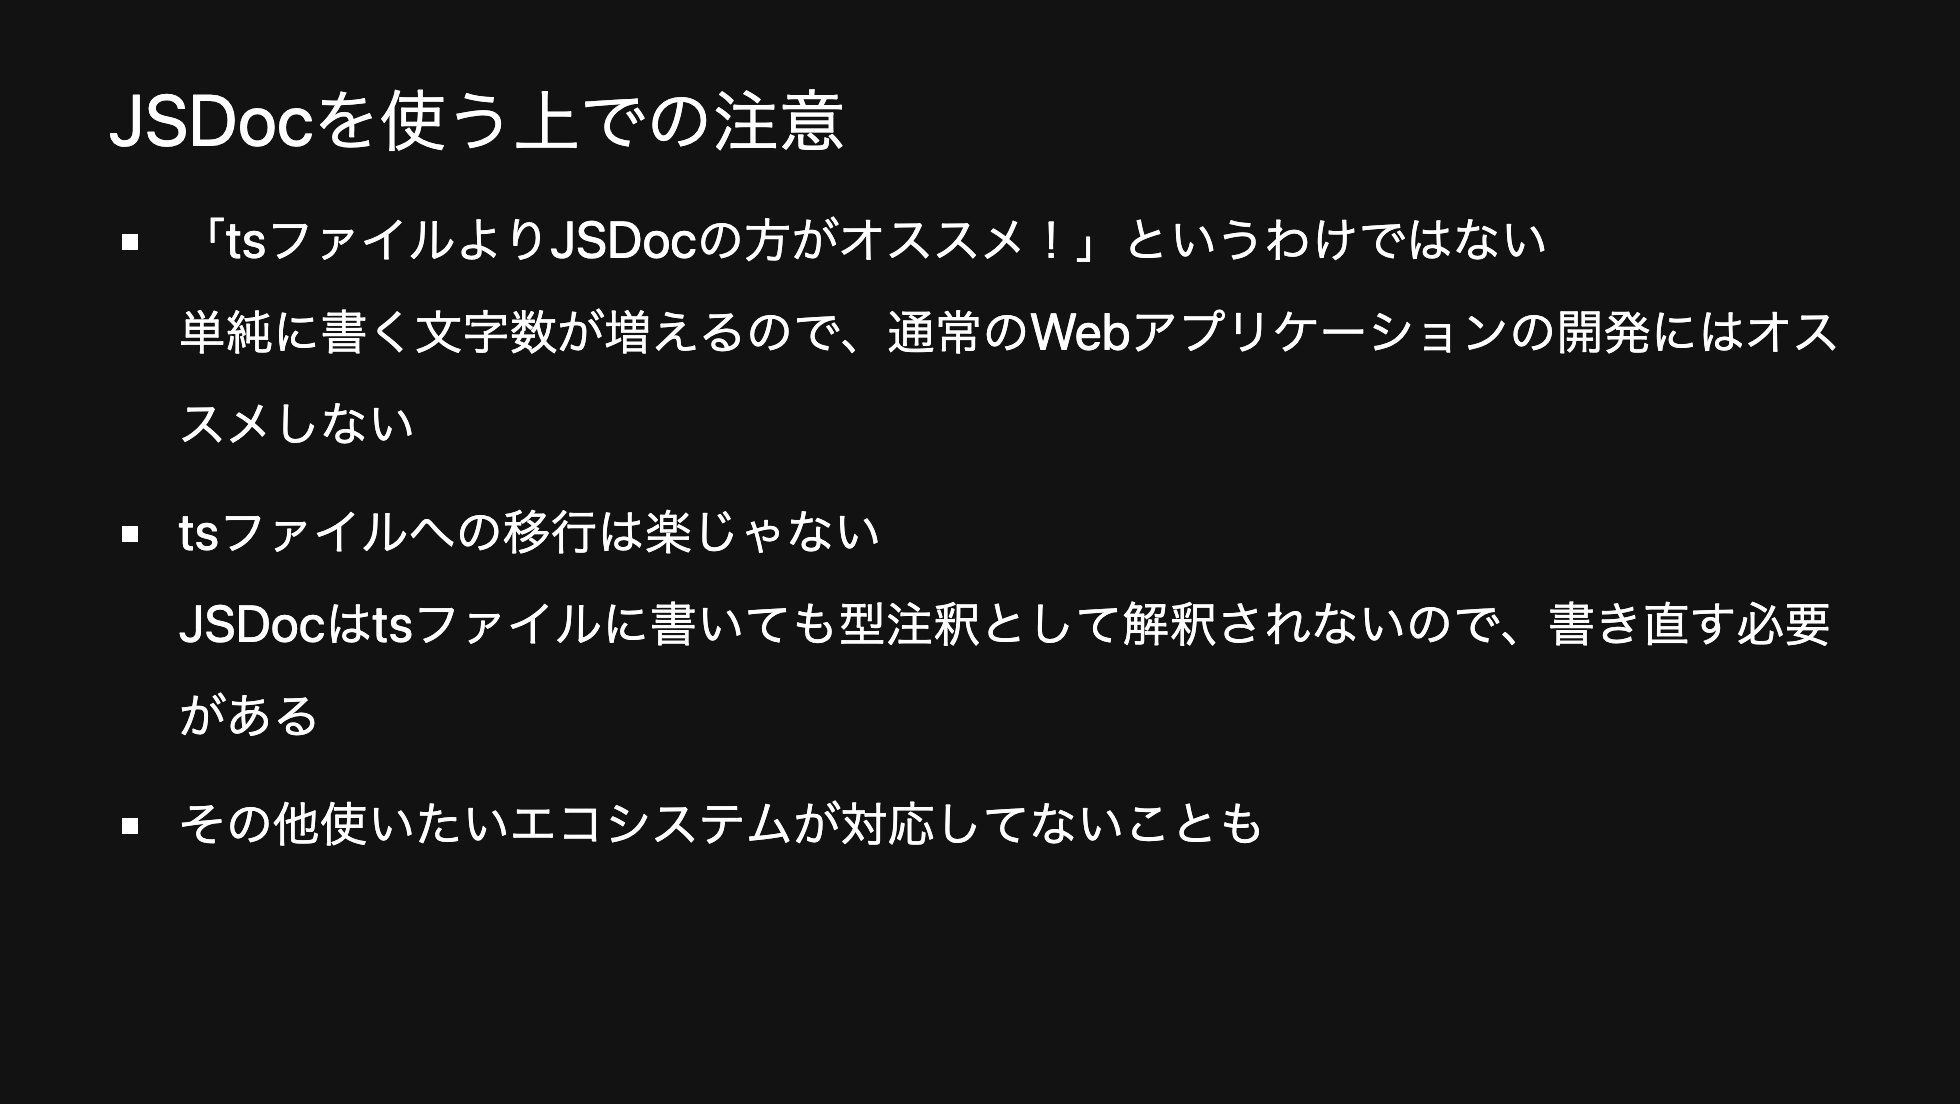 JSDocを使う上での注意
▪ 「tsファイルよりJSDocの方がオススメ！」というわけではない
単純に書く文字数が増えるので、通常のWebアプリケーションの開発にはオス
スメしない
▪ tsファイルへの移行は楽じゃない
JSDocはtsファイルに書いても型注釈として解釈されないので、書き直す必要
がある
▪ その他使いたいエコシステムが対応してないことも